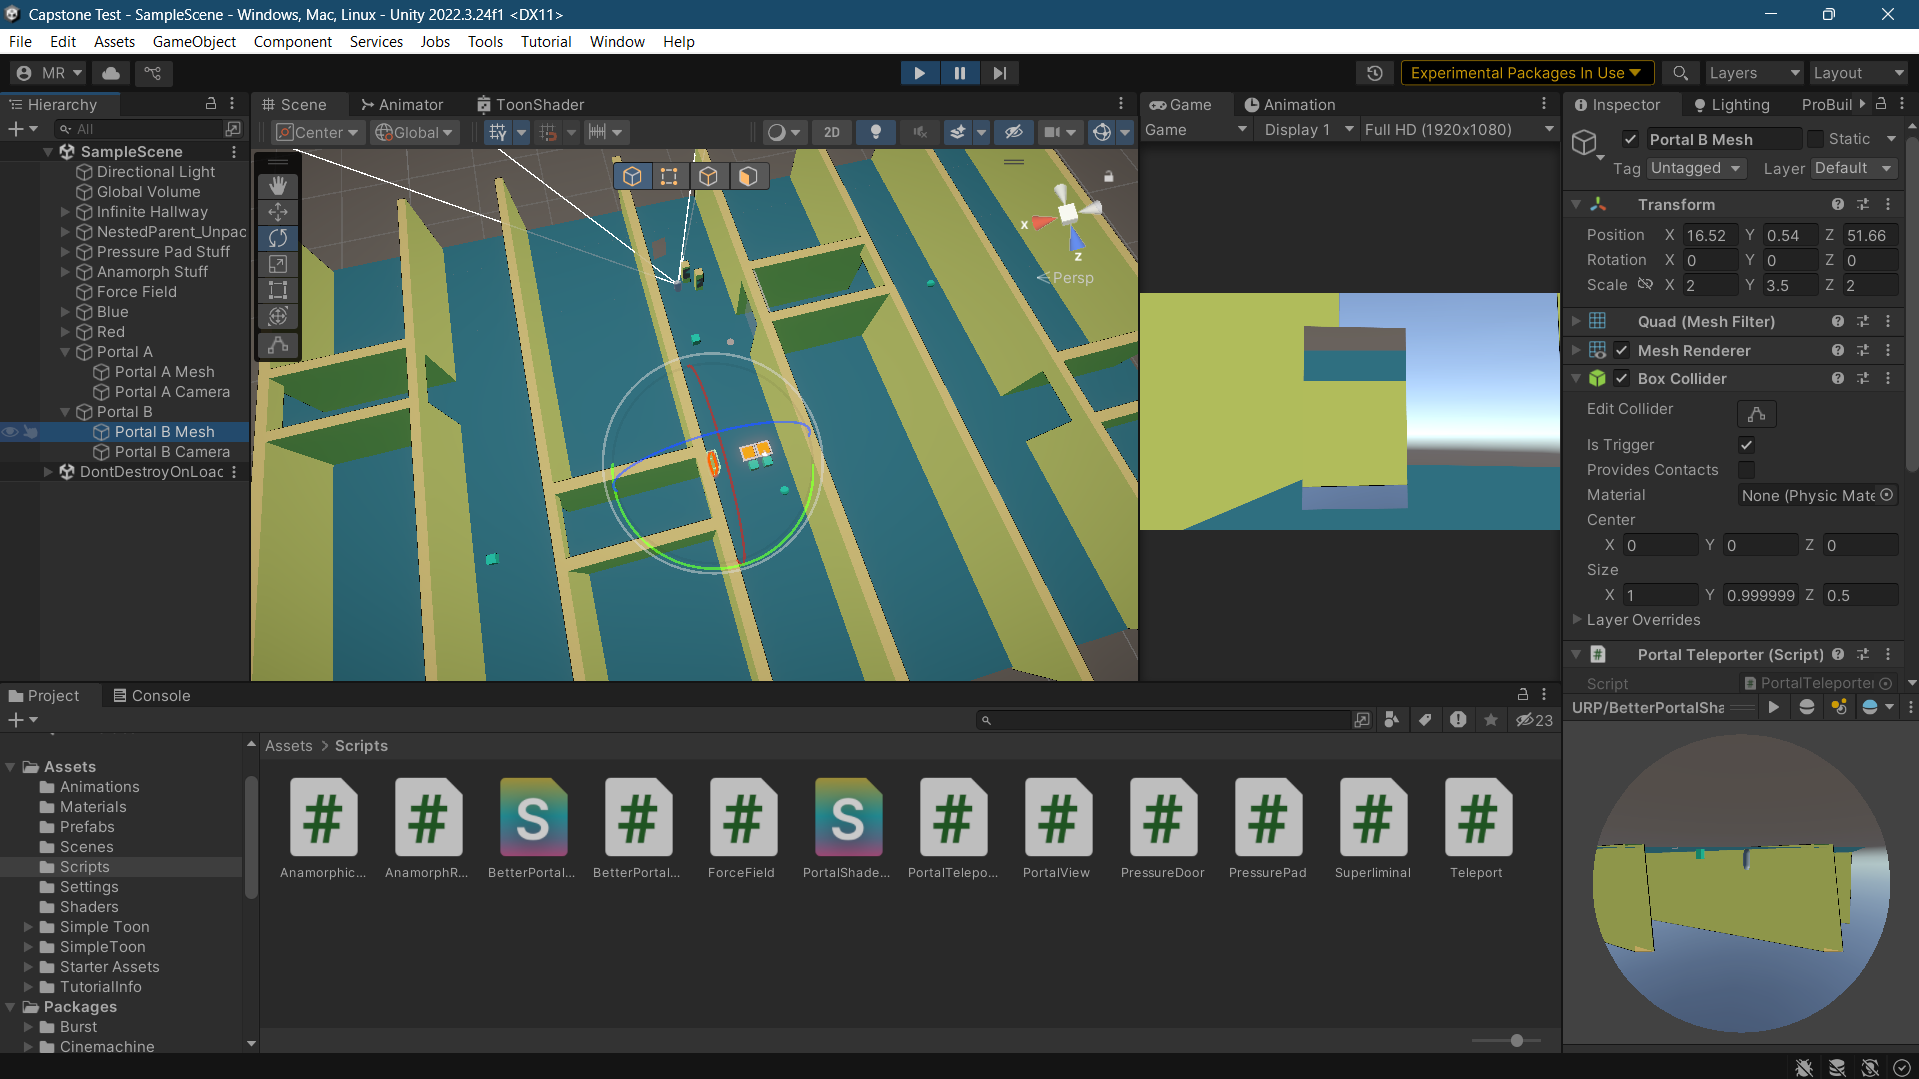 Capstone Test - SampleScene - Windows, Mac, Linux - Unity 2022.3.24f1 <DX11>
File Edit Assets GameObject Component Services Jobs Tools Tutorial Window Help
MR
Experimental Packages In Use
Layers
Layout
Hierarchy
All
SampleScene
Directional Light
Global Volume
Infinite Hallway
NestedParent_Unpac
Pressure Pad Stuff
Anamorph Stuff
Force Field
Blue
Red
Portal A
Portal A Mesh
Portal A Camera
Portal B
Portal B Mesh
Portal B Camera
DontDestroyOnLoad
Scene
Animator
ToonShader
Center
Global
2D
x
z
Persp
Game
Animation
Game
Display 1
Full HD (1920x1080)
Inspector
Lighting
ProBuil
Portal B Mesh
Static
Tag Untagged
Layer Default
Transform
Position X 16.52 Y 0.54 Z 51.66
Rotation X 0 Y 0 Z 0
Scale X 2 Y 3.5 Z 2
Quad (Mesh Filter)
Mesh Renderer
Box Collider
Edit Collider
Is Trigger
Provides Contacts
Material None (Physic Mate
Center
X 0 Y 0 Z 0
Size
X 1 Y 0.999999 Z 0.5
Layer Overrides
# Portal Teleporter (Script)
Script PortalTeleporter
URP/BetterPortalSha
Project
Console
23
Assets
Animations
Materials
Prefabs
Scenes
Scripts
Settings
Shaders
Simple Toon
SimpleToon
Starter Assets
TutorialInfo
Packages
Burst
Cinemachine
Assets > Scripts
# # S # # S # # # # # #
AnamorphIc... AnamorphR... BetterPortal... BetterPortal... ForceField PortalShade... PortalTelepo... PortalView PressureDoor PressurePad Superliminal Teleport